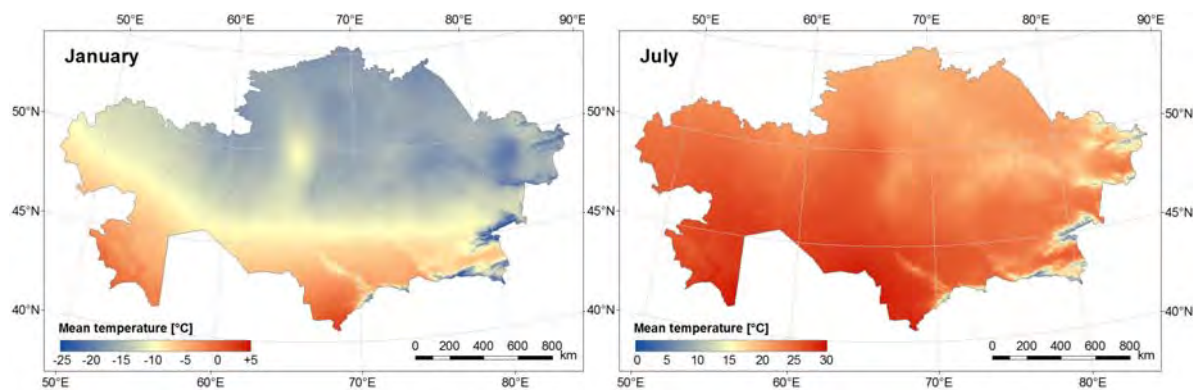 50°E 60°E 70°E 80°E 90°E
January
50°N
45°N
40°N
Mean temperature [°C]
-25 -20 -15 -10 -5 0 +5
0 200 400 600 800
km
50°E 60°E 70°E 80°E
50°E 60°E 70°E 80°E 90°E
July
50°N
45°N
40°N
Mean temperature [°C]
0 5 10 15 20 25 30
0 200 400 600 800
km
50°E 60°E 70°E 80°E